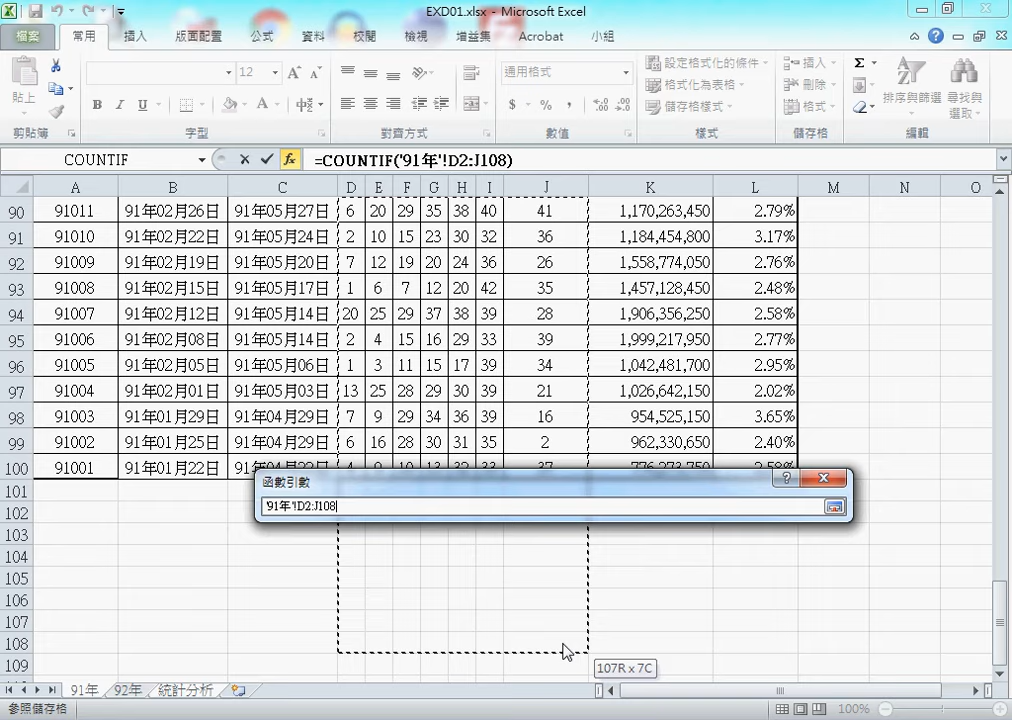 EXD01.xlsx - Microsoft Excel
檔案 常用 插入 版面配置 公式 資料 校閱 檢視 增益集 Acrobat 小組
貼上 12 A A 通用格式 設定格式化的條件 插入 Σ
B I U A 中 $ % , 格式化為表格 刪除 排序與篩選 尋找與選取
儲存格樣式 格式
剪貼簿 字型 對齊方式 數值 樣式 儲存格 編輯
COUNTIF fx =COUNTIF('91年'!D2:J108)
A B C D E F G H I J K L M N O
90 91011 91年02月26日 91年05月27日 6 20 29 35 38 40 41 1,170,263,450 2.79%
91 91010 91年02月22日 91年05月24日 2 10 15 23 30 32 36 1,184,454,800 3.17%
92 91009 91年02月19日 91年05月20日 7 12 19 20 24 36 26 1,558,774,050 2.76%
93 91008 91年02月15日 91年05月17日 1 6 7 12 20 42 35 1,457,128,450 2.48%
94 91007 91年02月12日 91年05月14日 20 25 29 37 38 39 28 1,906,356,250 2.58%
95 91006 91年02月08日 91年05月14日 2 4 15 16 29 33 39 1,999,217,950 2.77%
96 91005 91年02月05日 91年05月06日 1 3 11 15 17 39 34 1,042,481,700 2.95%
97 91004 91年02月01日 91年05月03日 13 25 28 29 30 39 21 1,026,642,150 2.02%
98 91003 91年01月29日 91年04月29日 7 9 29 34 36 39 16 954,525,150 3.65%
99 91002 91年01月25日 91年04月29日 6 16 28 30 31 35 2 962,330,650 2.40%
100 91001 91年01月22日 91年04月22日 4 9 10 13 32 33 37 776,273,750 2.58%
函數引數
101
'91年'!D2:J108
102
103
104
105
106
107
108
107R x 7C
109
91年 92年 統計分析
參照儲存格 100%